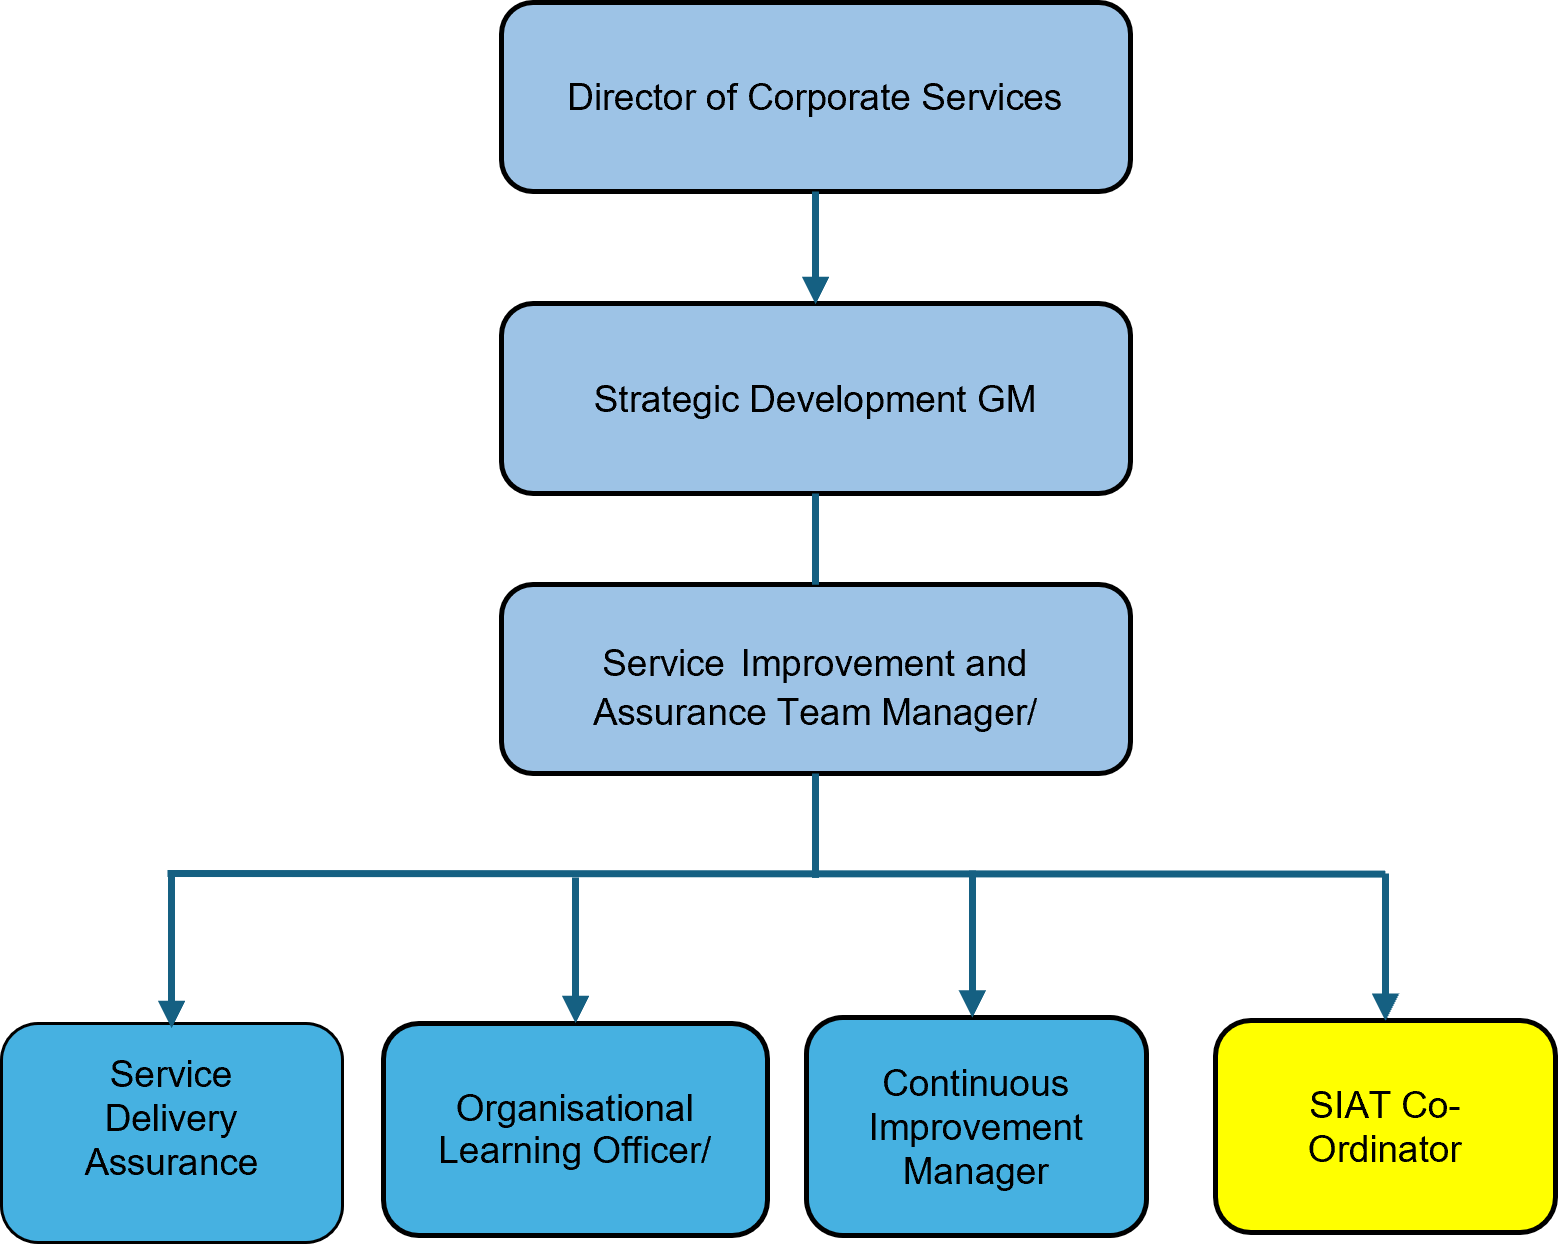 Director of Corporate Services
Strategic Development GM
Service Improvement and
Assurance Team Manager/
Service
Delivery
Assurance
Organisational
Learning Officer/
Continuous
Improvement
Manager
SIAT Co-
Ordinator